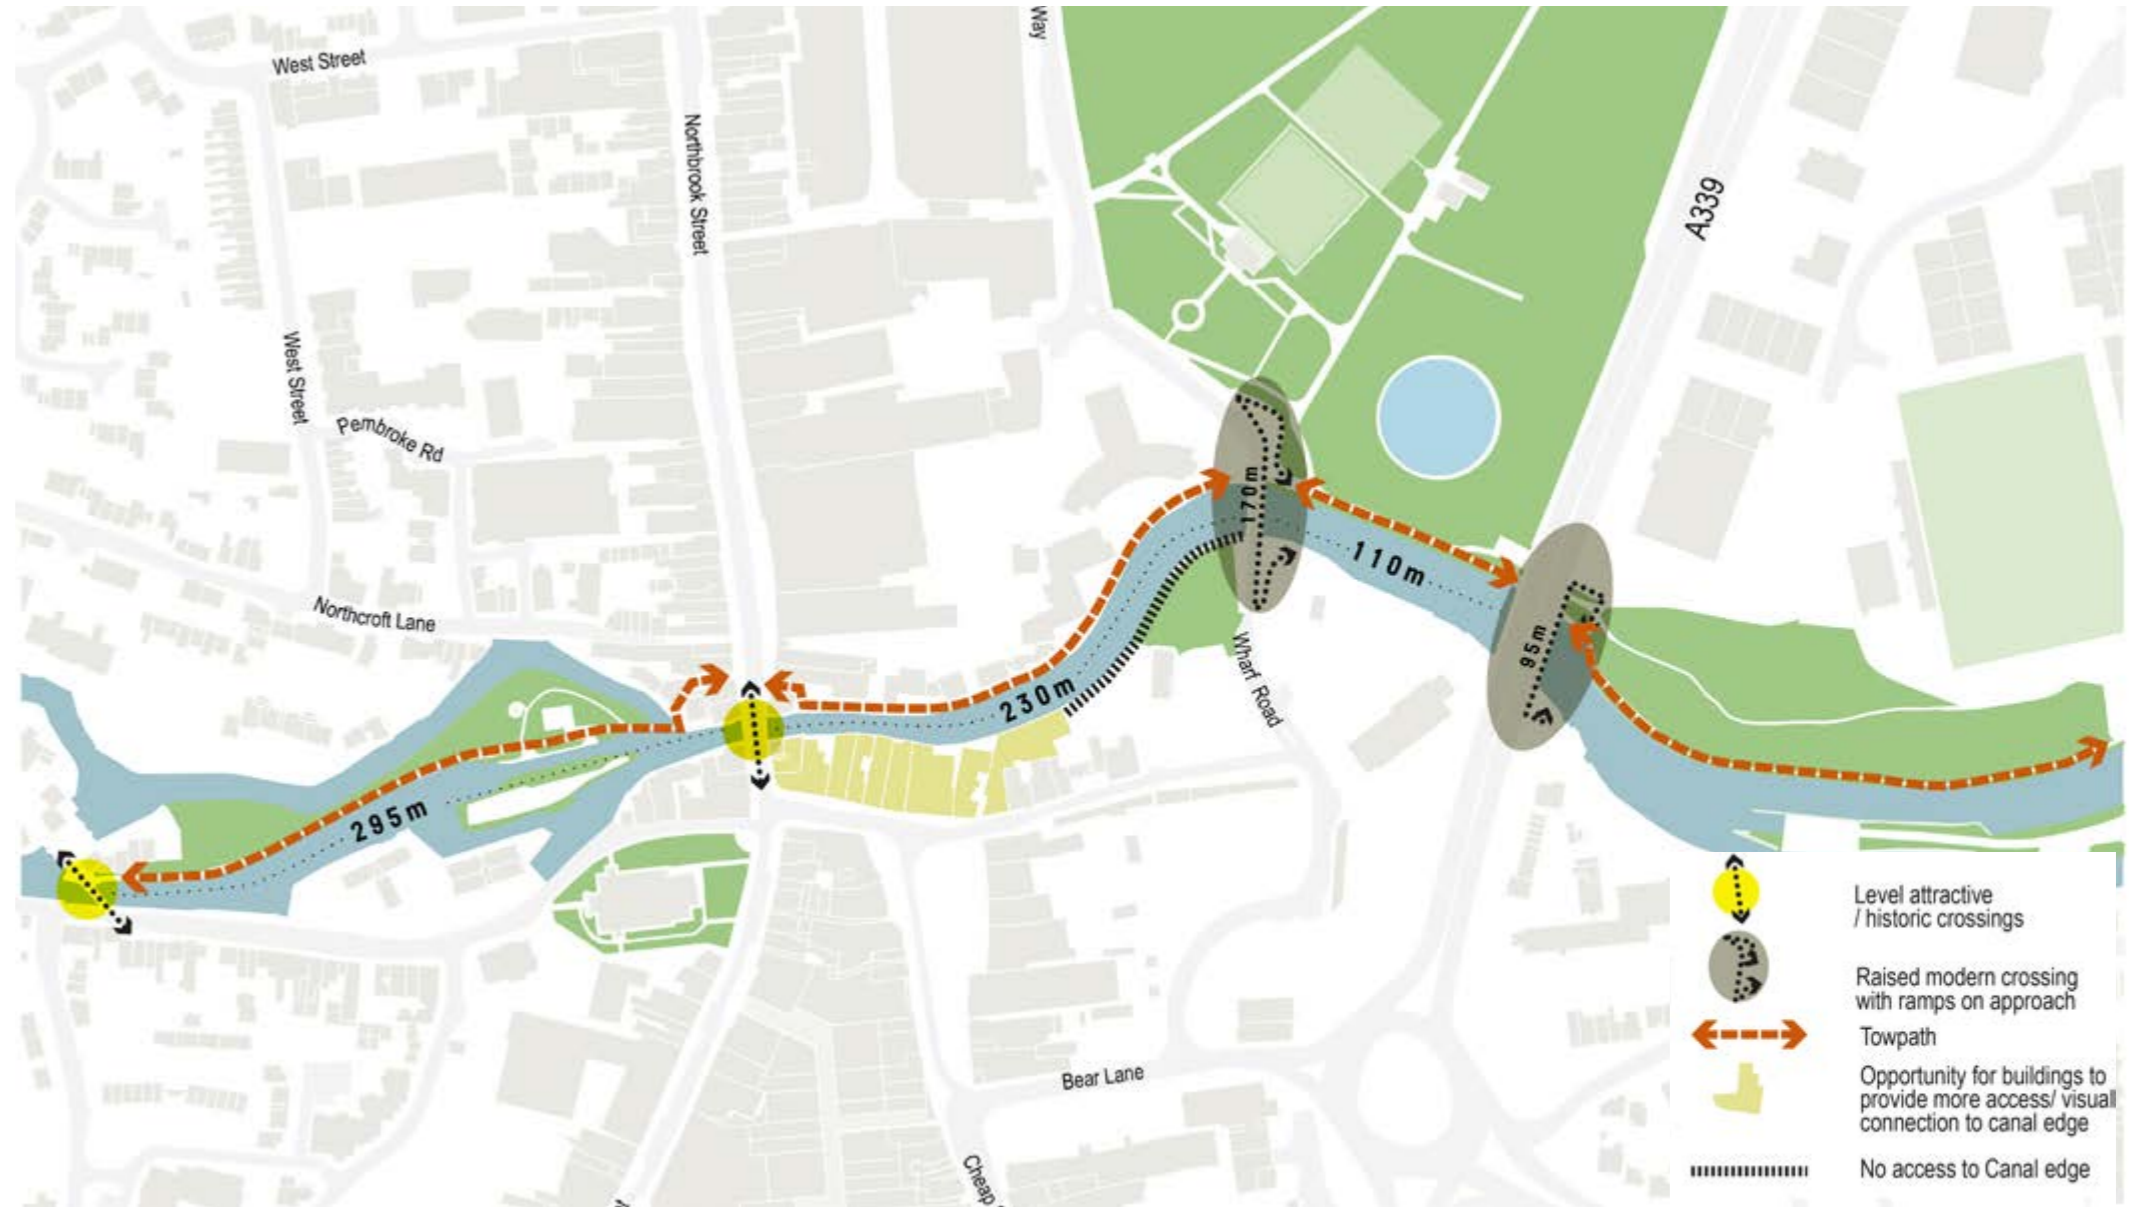 West Street
Way
Northbrook Street
A339
West Street
Pembroke Rd
170m
110m
Northcroft Lane
95m
Wharf Road
230m
295m
Level attractive
/ historic crossings
Raised modern crossing
with ramps on approach
Towpath
Opportunity for buildings to
provide more access/ visuall
connection to canal edge
No access to Canal edge
Bear Lane
Cheap